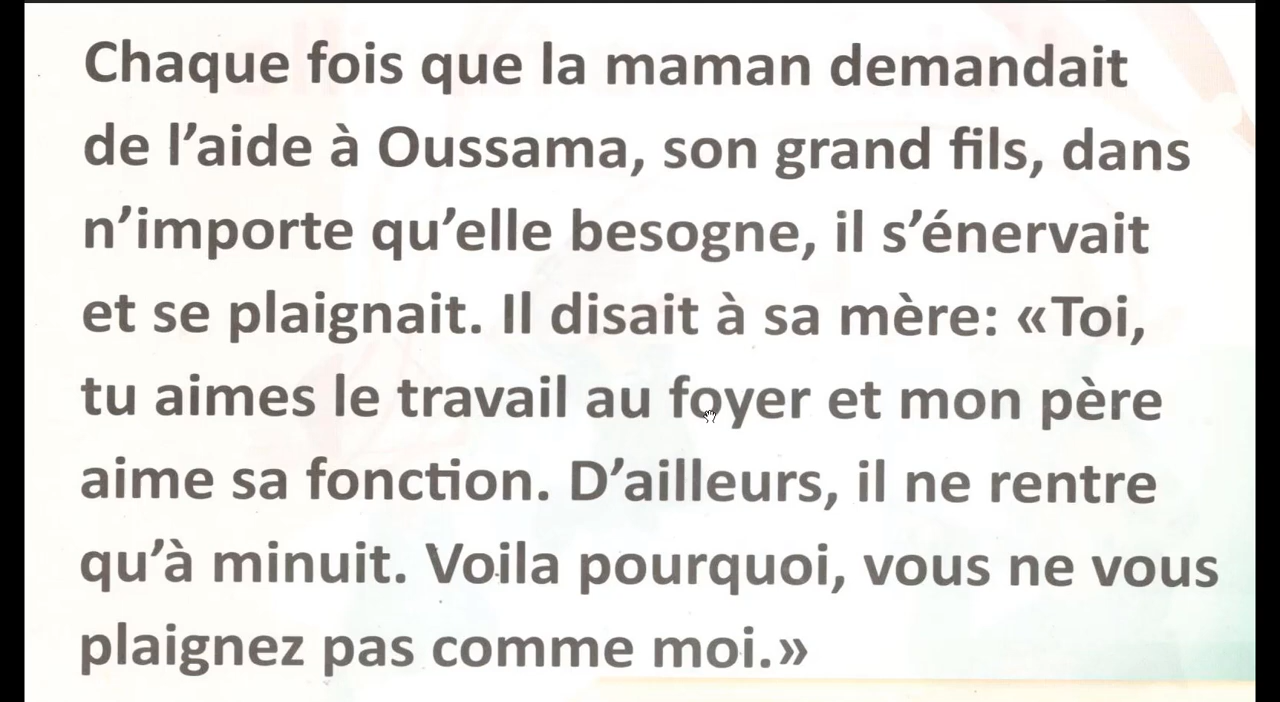 Chaque fois que la maman demandait
de l’aide à Oussama, son grand fils, dans
n’importe qu’elle besogne, il s’énervait
et se plaignait. Il disait à sa mère: «Toi,
tu aimes le travail au foyer et mon père
aime sa fonction. D’ailleurs, il ne rentre
qu’à minuit. Voila pourquoi, vous ne vous
plaignez pas comme moi.»